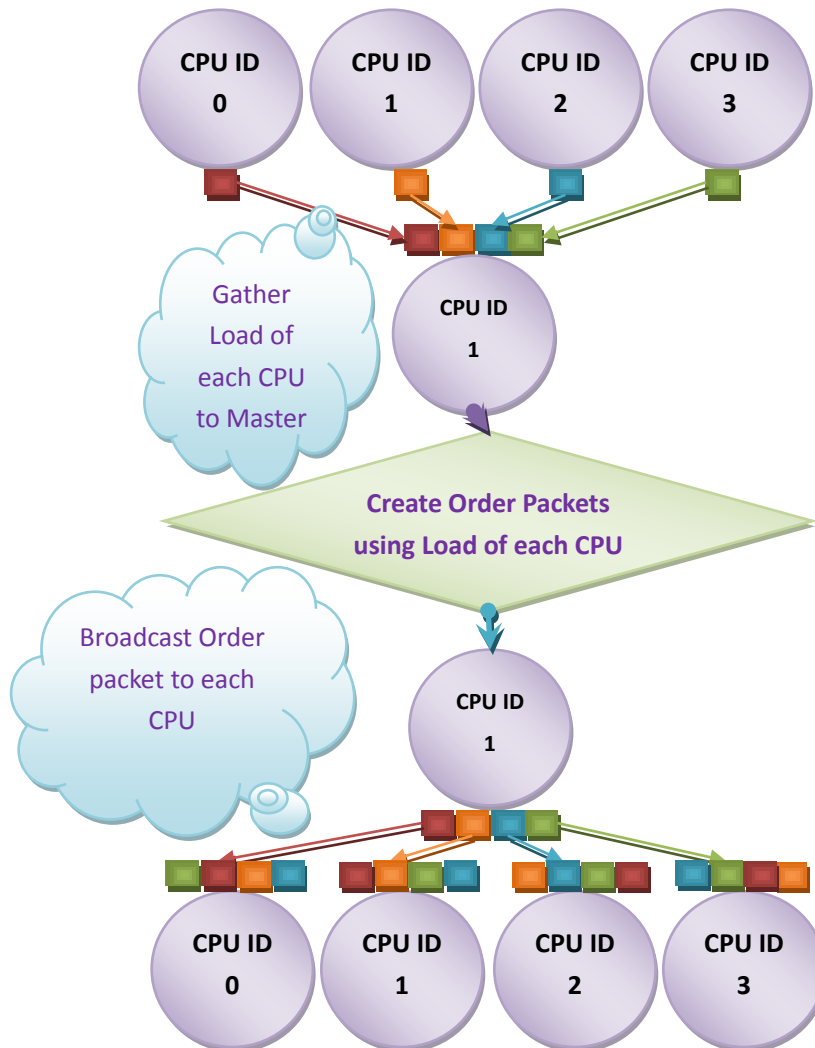 CPU ID
0
CPU ID
1
CPU ID
2
CPU ID
3
Gather
Load of
each CPU
to Master
CPU ID
1
Create Order Packets
using Load of each CPU
Broadcast Order
packet to each
CPU
CPU ID
1
CPU ID
0
CPU ID
1
CPU ID
2
CPU ID
3